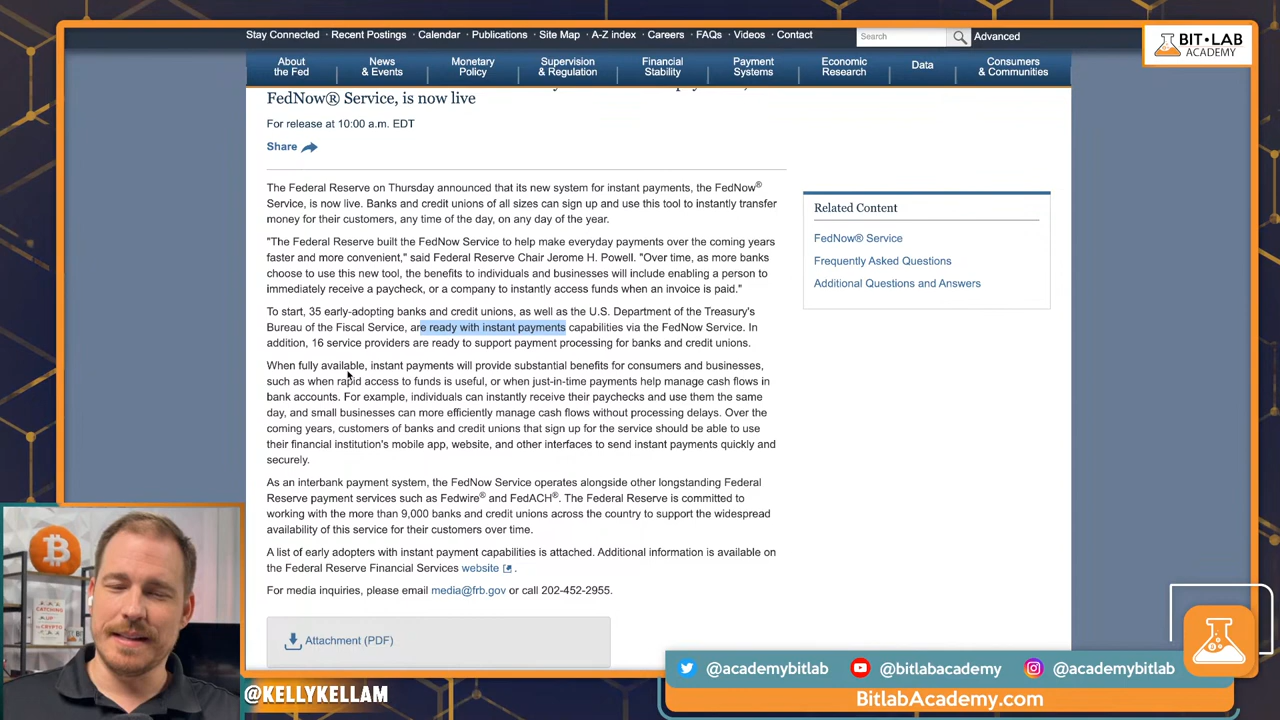 Stay Connected · Recent Postings · Calendar · Publications · Site Map · A-Z index · Careers · FAQs · Videos · Contact
Search
Advanced
BIT·LAB
ACADEMY
About
the Fed
News
& Events
Monetary
Policy
Supervision
& Regulation
Financial
Stability
Payment
Systems
Economic
Research
Data
Consumers
& Communities
FedNow® Service, is now live
For release at 10:00 a.m. EDT
Share
The Federal Reserve on Thursday announced that its new system for instant payments, the FedNow®
Service, is now live. Banks and credit unions of all sizes can sign up and use this tool to instantly transfer
money for their customers, any time of the day, on any day of the year.
"The Federal Reserve built the FedNow Service to help make everyday payments over the coming years
faster and more convenient," said Federal Reserve Chair Jerome H. Powell. "Over time, as more banks
choose to use this new tool, the benefits to individuals and businesses will include enabling a person to
immediately receive a paycheck, or a company to instantly access funds when an invoice is paid."
To start, 35 early-adopting banks and credit unions, as well as the U.S. Department of the Treasury's
Bureau of the Fiscal Service, are ready with instant payments capabilities via the FedNow Service. In
addition, 16 service providers are ready to support payment processing for banks and credit unions.
When fully available, instant payments will provide substantial benefits for consumers and businesses,
such as when rapid access to funds is useful, or when just-in-time payments help manage cash flows in
bank accounts. For example, individuals can instantly receive their paychecks and use them the same
day, and small businesses can more efficiently manage cash flows without processing delays. Over the
coming years, customers of banks and credit unions that sign up for the service should be able to use
their financial institution's mobile app, website, and other interfaces to send instant payments quickly and
securely.
As an interbank payment system, the FedNow Service operates alongside other longstanding Federal
Reserve payment services such as Fedwire® and FedACH®. The Federal Reserve is committed to
working with the more than 9,000 banks and credit unions across the country to support the widespread
availability of this service for their customers over time.
A list of early adopters with instant payment capabilities is attached. Additional information is available on
the Federal Reserve Financial Services website .
For media inquiries, please email media@frb.gov or call 202-452-2955.
Attachment (PDF)
Related Content
FedNow® Service
Frequently Asked Questions
Additional Questions and Answers
CATCHING
UP
TO CRYPTO
@KELLYKELLAM
@academybitlab
@bitlabacademy
@academybitlab
BitlabAcademy.com